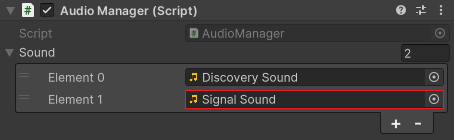 Audio Manager (Script)
Script AudioManager
Sound 2
Element 0 Discovery Sound
Element 1 Signal Sound
+ -